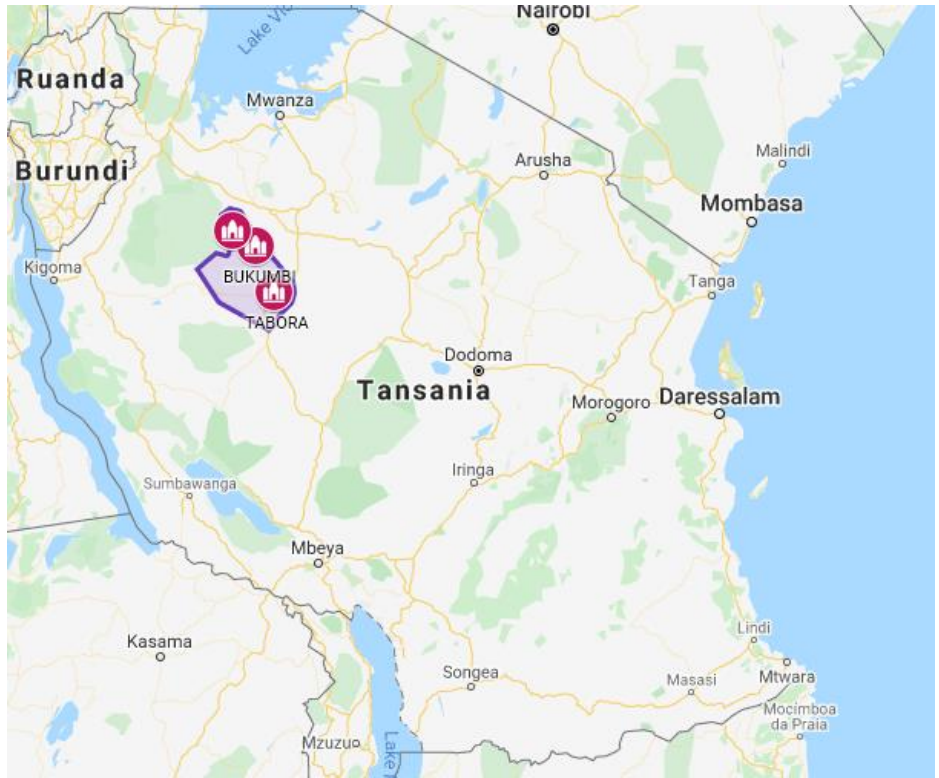 Nairobi
Lake Vic
Ruanda
Mwanza
Burundi
Arusha
Malindi
Mombasa
Kigoma
BUKUMBI
Tanga
TABORA
Dodoma
Tansania
Morogoro
Daressalam
Iringa
Sumbawanga
Mbeya
Kasama
Lindi
Songea
Masasi
Mtwara
Mocimboa
da Praia
Mzuzu
Lake